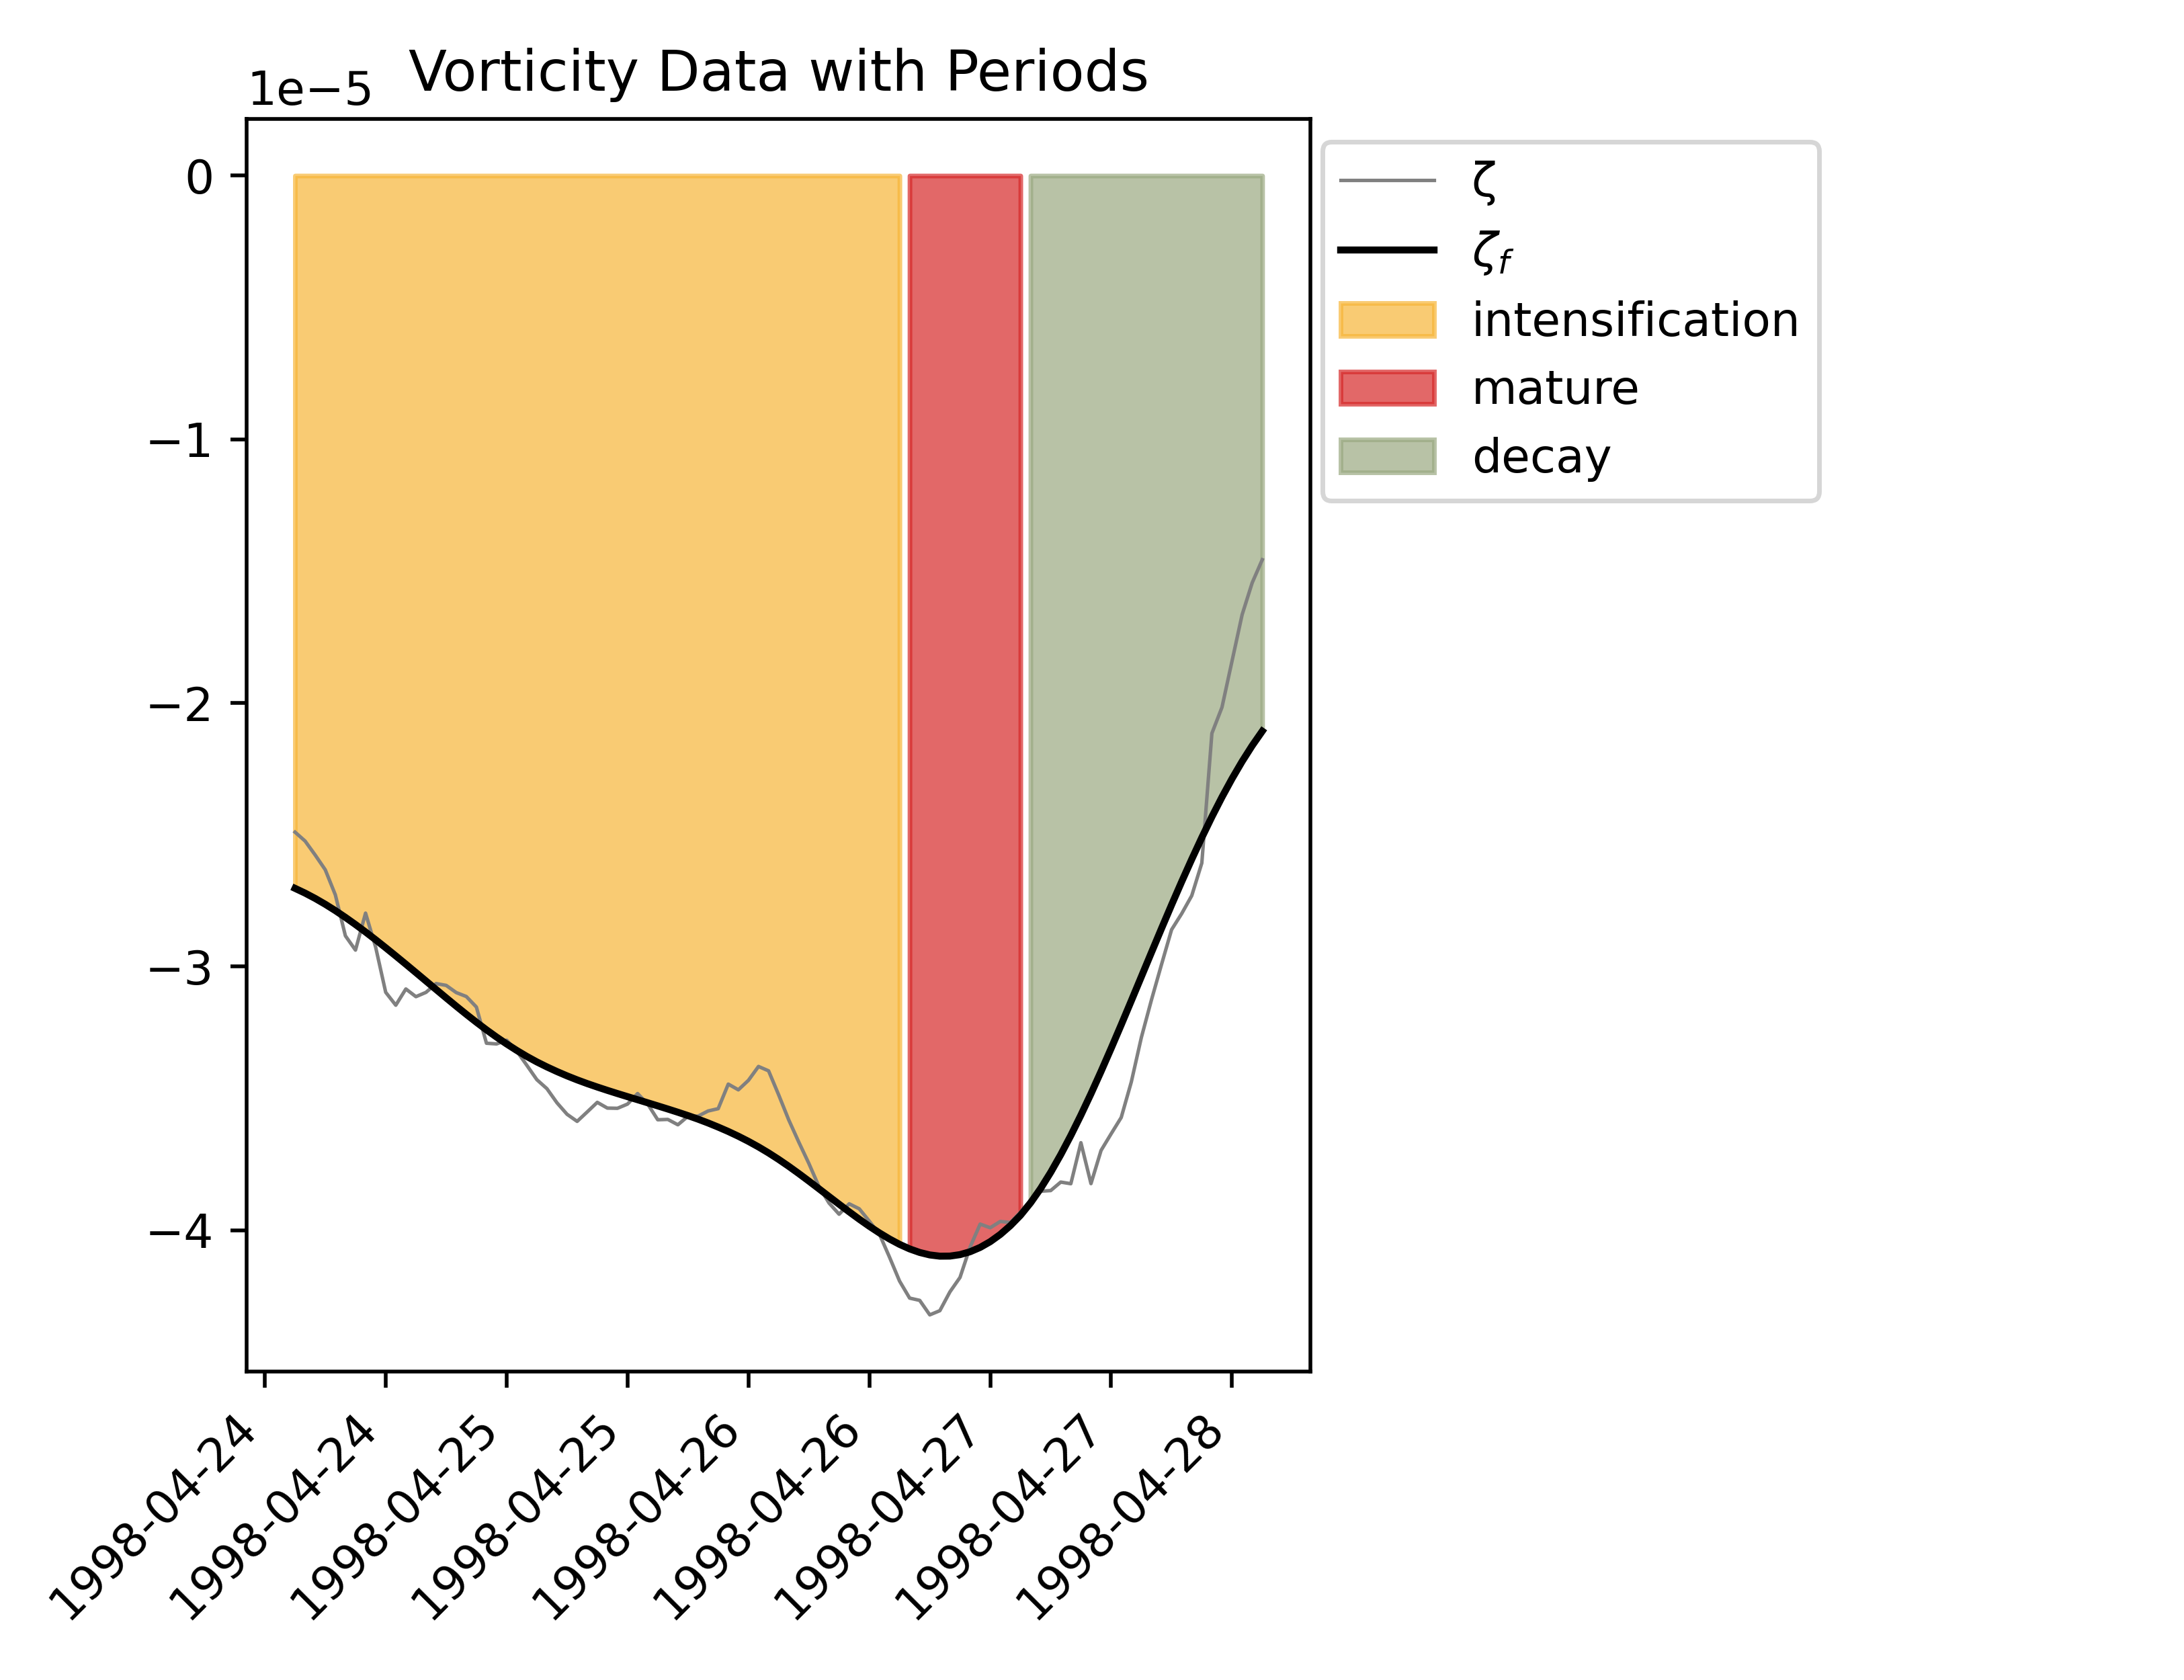 Vorticity Data with Periods
1e−5
0
−1
−2
−3
−4
ζ
ζf
intensification
mature
decay
1998-04-24
1998-04-24
1998-04-25
1998-04-25
1998-04-26
1998-04-26
1998-04-27
1998-04-27
1998-04-28